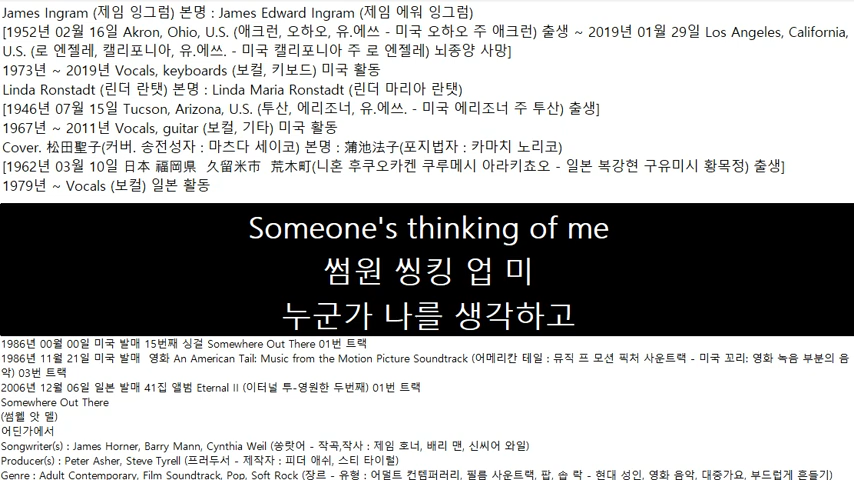 James Ingram (제임 잉그럼) 본명 : James Edward Ingram (제임 에워 잉그럼)
[1952년 02월 16일 Akron, Ohio, U.S. (애크런, 오하오, 유.에쓰 - 미국 오하오 주 애크런) 출생 ~ 2019년 01월 29일 Los Angeles, California,
U.S. (로 엔젤레, 캘리포니아, 유.에쓰. - 미국 캘리포니아 주 로 엔젤레) 뇌종양 사망]
1973년 ~ 2019년 Vocals, keyboards (보컬, 키보드) 미국 활동
Linda Ronstadt (린더 란탯) 본명 : Linda Maria Ronstadt (린더 마리아 란탯)
[1946년 07월 15일 Tucson, Arizona, U.S. (투산, 에리조너, 유.에쓰. - 미국 에리조너 주 투산) 출생]
1967년 ~ 2011년 Vocals, guitar (보컬, 기타) 미국 활동
Cover. 松田聖子(커버. 송전성자 : 마츠다 세이코) 본명 : 蒲池法子(포지법자 : 카마치 노리코)
[1962년 03월 10일 日本 福岡県 久留米市 荒木町(니혼 후쿠오카켄 쿠루메시 아라키쵸오 - 일본 복강현 구유미시 황목정) 출생]
1979년 ~ Vocals (보컬) 일본 활동
Someone's thinking of me
썸원 씽킹 업 미
누군가 나를 생각하고
1986년 00월 00일 미국 발매 15번째 싱걸 Somewhere Out There 01번 트랙
1986년 11월 21일 미국 발매 영화 An American Tail: Music from the Motion Picture Soundtrack (어메리칸 테일 : 뮤직 프 모션 픽처 사운트랙 - 미국 꼬리: 영화 녹음 부분의 음
악) 03번 트랙
2006년 12월 06일 일본 발매 41집 앨범 Eternal II (이터널 투-영원한 두번째) 01번 트랙
Somewhere Out There
(썸웰 앗 델)
어딘가에서
Songwriter(s) : James Horner, Barry Mann, Cynthia Weil (쏭랏어 - 작곡,작사 : 제임 호너, 배리 맨, 신씨어 와일)
Producer(s) : Peter Asher, Steve Tyrell (프러두서 - 제작자 : 피더 애쉬, 스티 타이럴)
Genre : Adult Contemporary, Film Soundtrack, Pop, Soft Rock (장르 - 유형 : 어덜트 컨템퍼러리, 필름 사운트랙, 팝, 솝 락 - 현대 성인, 영화 음악, 대중가요, 부드럽게 흔들기)